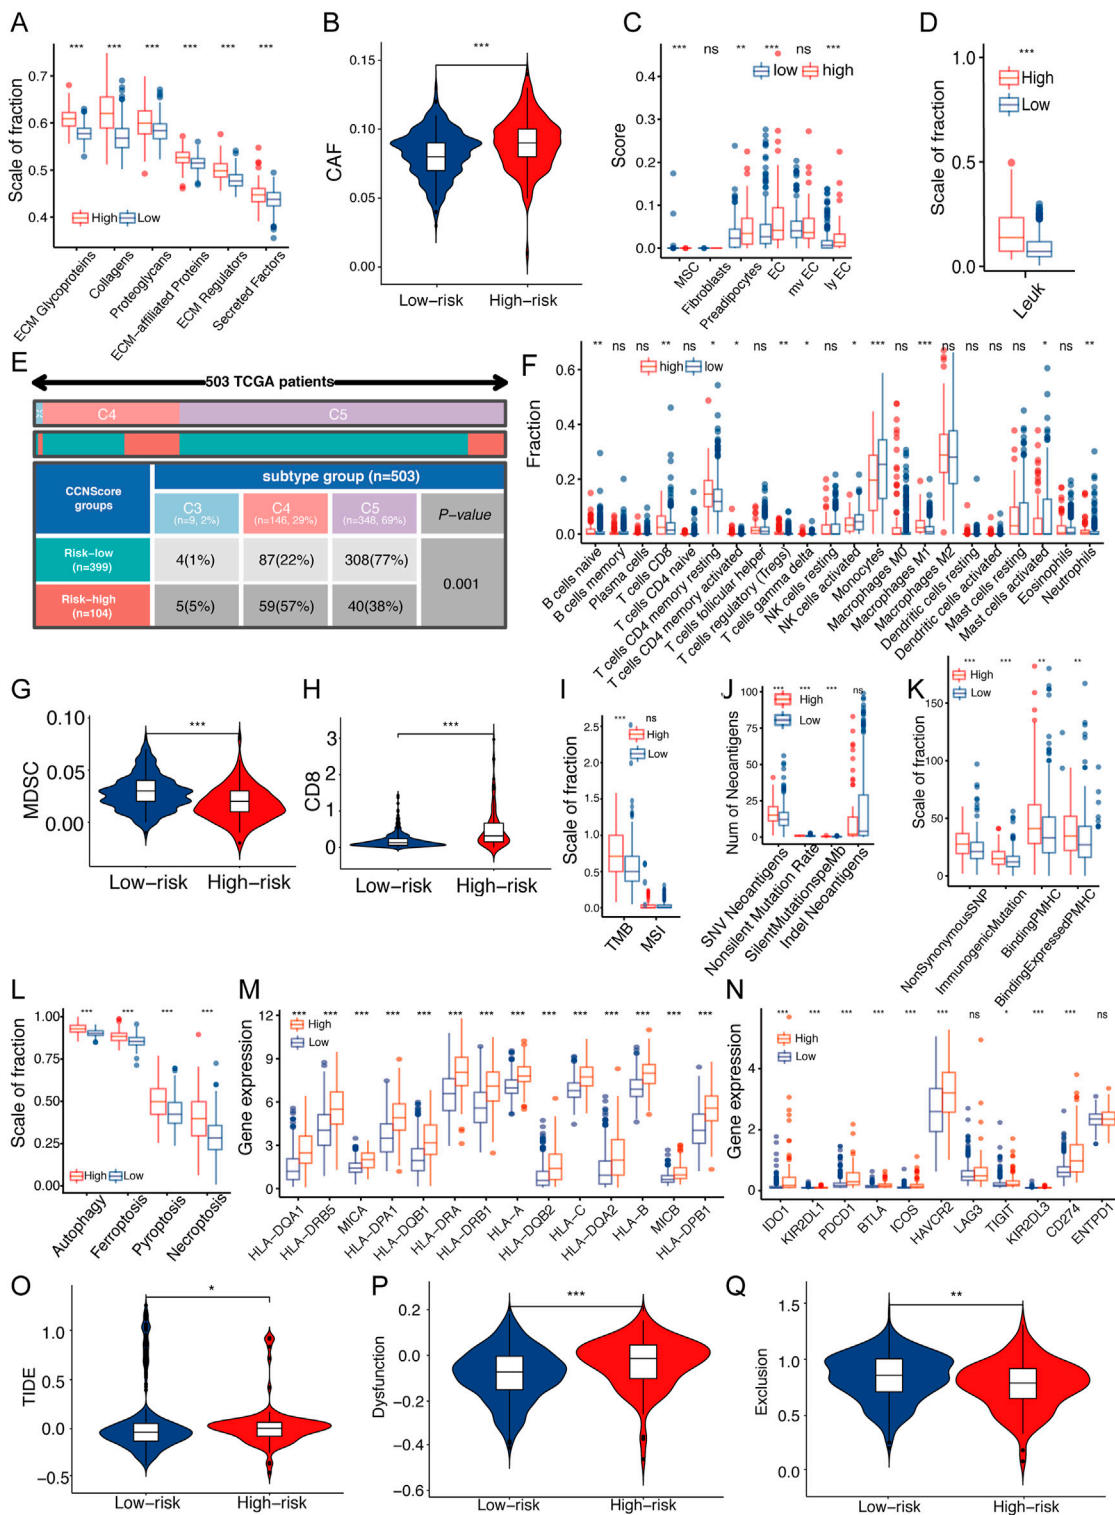 A
***
***
***
***
***
***
Scale of fraction
0.7
0.6
0.5
0.4
High
Low
ECM Glycoproteins
Collagens
Proteoglycans
ECM-affiliated Proteins
ECM Regulators
Secreted Factors
B
***
CAF
0.15
0.10
0.05
0.00
Low-risk
High-risk
C
***
ns
**
***
ns
***
low
high
Score
0.4
0.3
0.2
0.1
0.0
MSC
Fibroblasts
Preadipocytes
EC
mv EC
ly EC
D
***
High
Low
Scale of fraction
1.0
0.5
0.0
Leuk
E
503 TCGA patients
C4
C5
CCNScore
groups
subtype group (n=503)
C3
(n=9, 2%)
C4
(n=146, 29%)
C5
(n=348, 69%)
P-value
Risk-low
(n=399)
4(1%)
87(22%)
308(77%)
0.001
Risk-high
(n=104)
5(5%)
59(57%)
40(38%)
F
** ns ns ** ns * * ns ** * ns * *** ns *** ns ns ns ns * ns **
high
low
Fraction
0.6
0.4
0.2
0.0
B cells naive
B cells memory
Plasma cells
T cells CD8
T cells CD4 naive
T cells CD4 memory resting
T cells CD4 memory activated
T cells follicular helper
T cells regulatory (Tregs)
T cells gamma delta
NK cells resting
NK cells activated
Monocytes
Macrophages M0
Macrophages M1
Macrophages M2
Dendritic cells resting
Dendritic cells activated
Mast cells resting
Mast cells activated
Eosinophils
Neutrophils
G
***
MDSC
0.10
0.05
0.00
Low-risk
High-risk
H
***
CD8
3
2
1
0
Low-risk
High-risk
I
***
ns
High
Low
Scale of fraction
2.5
2.0
1.5
1.0
0.5
0.0
TMB
MSI
J
***
***
***
ns
High
Low
Num of Neoantigens
100
75
50
25
0
SNV Neoantigens
Nonsilent Mutation Rate
SilentMutationspeMb
Indel Neoantigens
K
***
***
**
**
High
Low
Scale of fraction
150
100
50
0
NonSynonymousSNP
ImmunogenicMutation
BindingPMHC
BindingExpressedPMHC
L
***
***
***
***
Scale of fraction
1.00
0.75
0.50
0.25
0.00
High
Low
Autophagy
Ferroptosis
Pyroptosis
Necroptosis
M
*** *** *** *** *** *** *** *** *** *** *** *** *** ***
High
Low
Gene expression
12
9
6
3
0
HLA-DQA1
HLA-DRB5
MICA
HLA-DPA1
HLA-DQB1
HLA-DRA
HLA-DRB1
HLA-A
HLA-DQB2
HLA-C
HLA-DQA2
HLA-B
MICB
HLA-DPB1
N
*** *** *** *** *** *** ns * *** *** ns
High
Low
Gene expression
9
6
3
0
IDO1
KIR2DL1
PDCD1
BTLA
ICOS
HAVCR2
LAG3
TIGIT
KIR2DL3
CD274
ENTPD1
O
*
TIDE
1.0
0.5
0.0
-0.5
Low-risk
High-risk
P
***
Dysfunction
0.2
0.0
-0.2
-0.4
-0.6
Low-risk
High-risk
Q
**
Exclusion
1.5
1.0
0.5
0.0
Low-risk
High-risk